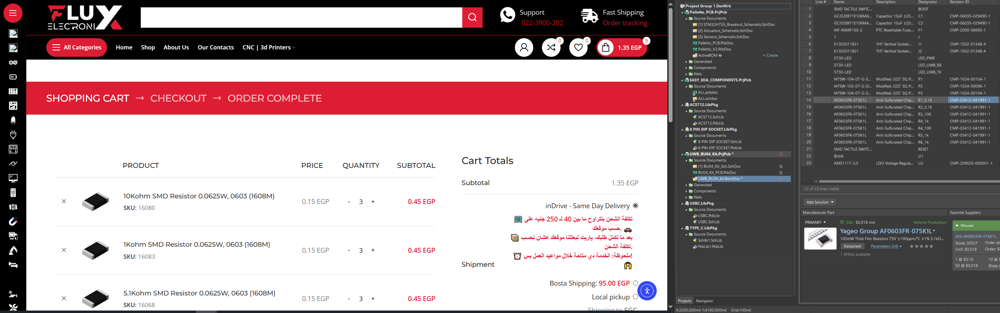 FLUX
ELECTRONIX
Support
022-3900-202
Fast Shipping
Order tracking
All Categories
Home
Shop
About Us
Our Contacts
CNC | 3d Printers
0
0
9
1.35 EGP
SHOPPING CART → CHECKOUT → ORDER COMPLETE
PRODUCT PRICE QUANTITY SUBTOTAL
10Kohm SMD Resistor 0.0625W, 0603 (1608M)
SKU: 16080
0.15 EGP - 3 + 0.45 EGP
1Kohm SMD Resistor 0.0625W, 0603 (1608M)
SKU: 16083
0.15 EGP - 3 + 0.45 EGP
5.1Kohm SMD Resistor 0.0625W, 0603 (1608M)
SKU: 16068
0.15 EGP - 3 + 0.45 EGP
Cart Totals
Subtotal 1.35 EGP
Shipment
inDrive - Same Day Delivery
تكلفة الشحن بتتراوح ما بين 40 لـ 250 جنيه على
حسب موقعك.
بعد ما تكمّل طلبك، ياريت تبعتلنا موقعك عشان نحسب
تكلفة الشحن.
ملحوظة: الخدمة دي متاحة خلال مواعيد العمل بس!
Bosta Shipping: 95.00 EGP
Local pickup
Shipping to EGC
Project Group 1.DsnWrk
Palletto_PCB.PrjPcb
Source Documents
[1] STM32H755_Breakout_Schematic.SchDoc
[2] Actuators_Schematic.SchDoc
[3] Sensors_Schematic.SchDoc
Palletto_PCB.PcbDoc
Palletto_V2.PcbDoc
ActiveBOM + Create
Generated
Components
Nets
EASY_EDA_COMPONENTS.PrjPcb
Source Documents
ALL.pcbdoc
ALL.schdoc
ACS712.LibPkg
Source Documents
ACS712.SchLib
ACS712.PcbLib
8 PIN DIP SOCKET.LibPkg
Source Documents
8 PIN DIP SOCKET.SchLib
8 PIN DIP SOCKET.PcbLib
UWB_BU04_Kit.PrjPcb *
Source Documents
[1] BU04_Kit_Sch.SchDoc
BU04_Kit_PCB.PcbDoc
UWB_BU04_Kit.BomDoc *
Generated
Components
Nets
USBC.LibPkg
Source Documents
USBC.PcbLib
USBC.SchLib
TYPE_C.LibPkg
Source Documents
Schlib1.SchLib
PcbLib1.PcbLib
Projects Navigator
X:3200.000mil Y:4100.000mil Grid:100mil
Line # Name Description Designator Revision ID
1 SMD TACTILE SWITC... BOOT
2 GCJ32ER71E106MA... Capacitor 10uF ±20... C1 CMP-06035-029490-1
3 GCJ32ER71E106MA... Capacitor 10uF ±20... C2 CMP-06035-029490-1
4 MF-NSMF150-2 PTC Resettable Fuse,... F1 CMP-2000-06693-1
5 1 J
6 61302011821 THT Vertical Socket... J1 CMP-1502-01348-4
7 61302011821 THT Vertical Socket... J2 CMP-1502-01348-4
8 5730-LED LED_PWR
9 5730-LED LED_UWB_RX
10 5730-LED LED_UWB_TX
11 MTSW-104-07-G-S... Modified .025" SQ P... P1 CMP-1024-00104-1
12 MTSW-103-07-G-D... Modified .025" SQ P... P2 CMP-1024-00096-1
13 MTSW-104-07-G-S... Modified .025" SQ P... P3 CMP-1024-00104-1
14 AF0603FR-075K1L Anti-Sulfurated Chip... R1_5.1K CMP-03412-041991-1
15 AF0603FR-075K1L Anti-Sulfurated Chip... R2_5.1K CMP-03412-041991-1
16 AF0603FR-075K1L Anti-Sulfurated Chip... R3_10K CMP-03412-041991-1
17 AF0603FR-075K1L Anti-Sulfurated Chip... R4_1k CMP-03412-041991-1
18 AF0603FR-075K1L Anti-Sulfurated Chip... R4_10K CMP-03412-041991-1
19 AF0603FR-075K1L Anti-Sulfurated Chip... R5_1k CMP-03412-041991-1
20 AF0603FR-075K1L Anti-Sulfurated Chip... R6_1k CMP-03412-041991-1
21 SMD TACTILE SWITC... RESET
22 BU04 U1
23 AMS1117-3.3 LDO Voltage Regula... U2 CMP-209535-000001-1
23 of 23 lines visible
Add Solution
Manufacturer Part Favorite Suppliers
PRIMARY
30k · $0.018 min Volume Production
Yageo Group AF0603FR-075K1L
100mW Thick Film Resistors 75V ±100ppm/°C ±1% 5.1kΩ...
Datasheet Parameters (24)
1 SPN(s) available
Mouser
603-AF0603FR-075K1L
Stock: 30557 Order qt
Unit: $0.018 Order: $
1 @ $0.10 10 @ $
50 @ $0.018 Show